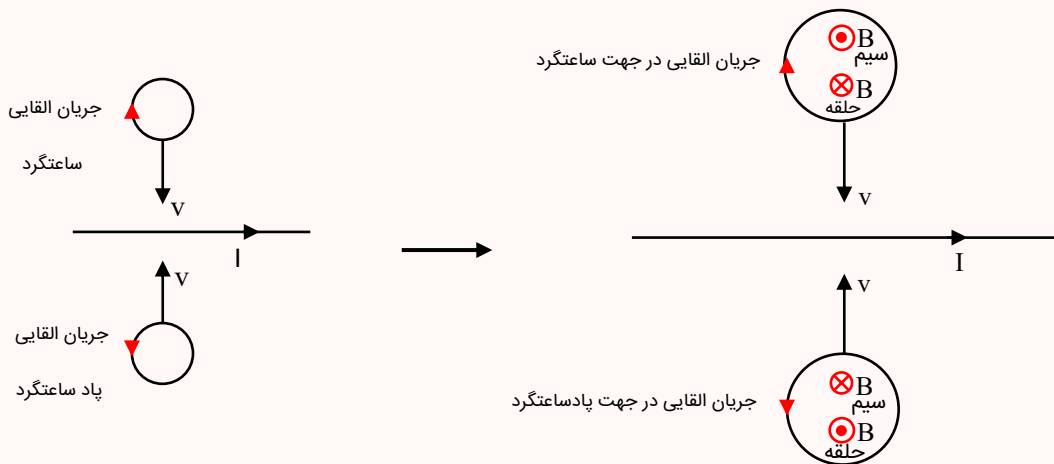 جریان القایی
ساعتگرد
v
I
v
جریان القایی
پاد ساعتگرد
B
سیم
B
حلقه
جریان القایی در جهت ساعتگرد
v
I
v
B
سیم
B
حلقه
جریان القایی در جهت پادساعتگرد